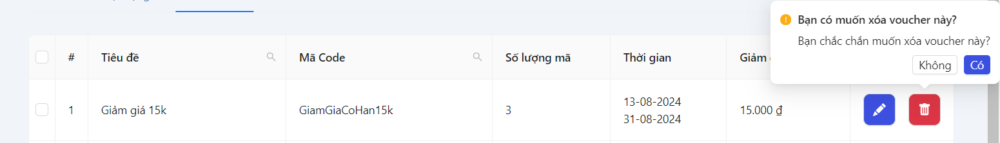 Bạn có muốn xóa voucher này?
Bạn chắc chắn muốn xóa voucher này?
Không Có
# Tiêu đề Mã Code Số lượng mã Thời gian Giảm
1 Giảm giá 15k GiamGiaCoHan15k 3 13-08-2024 15.000 ₫
31-08-2024